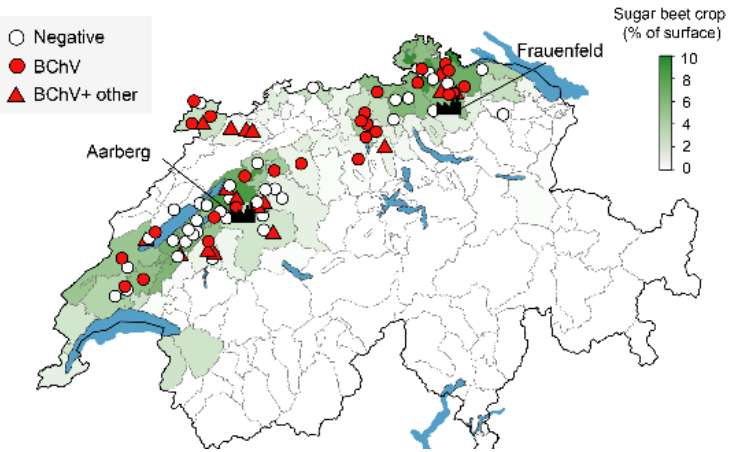 Sugar beet crop
(% of surface)
Negative
BChV
BChV+ other
Frauenfeld
Aarberg
10
8
6
4
2
0